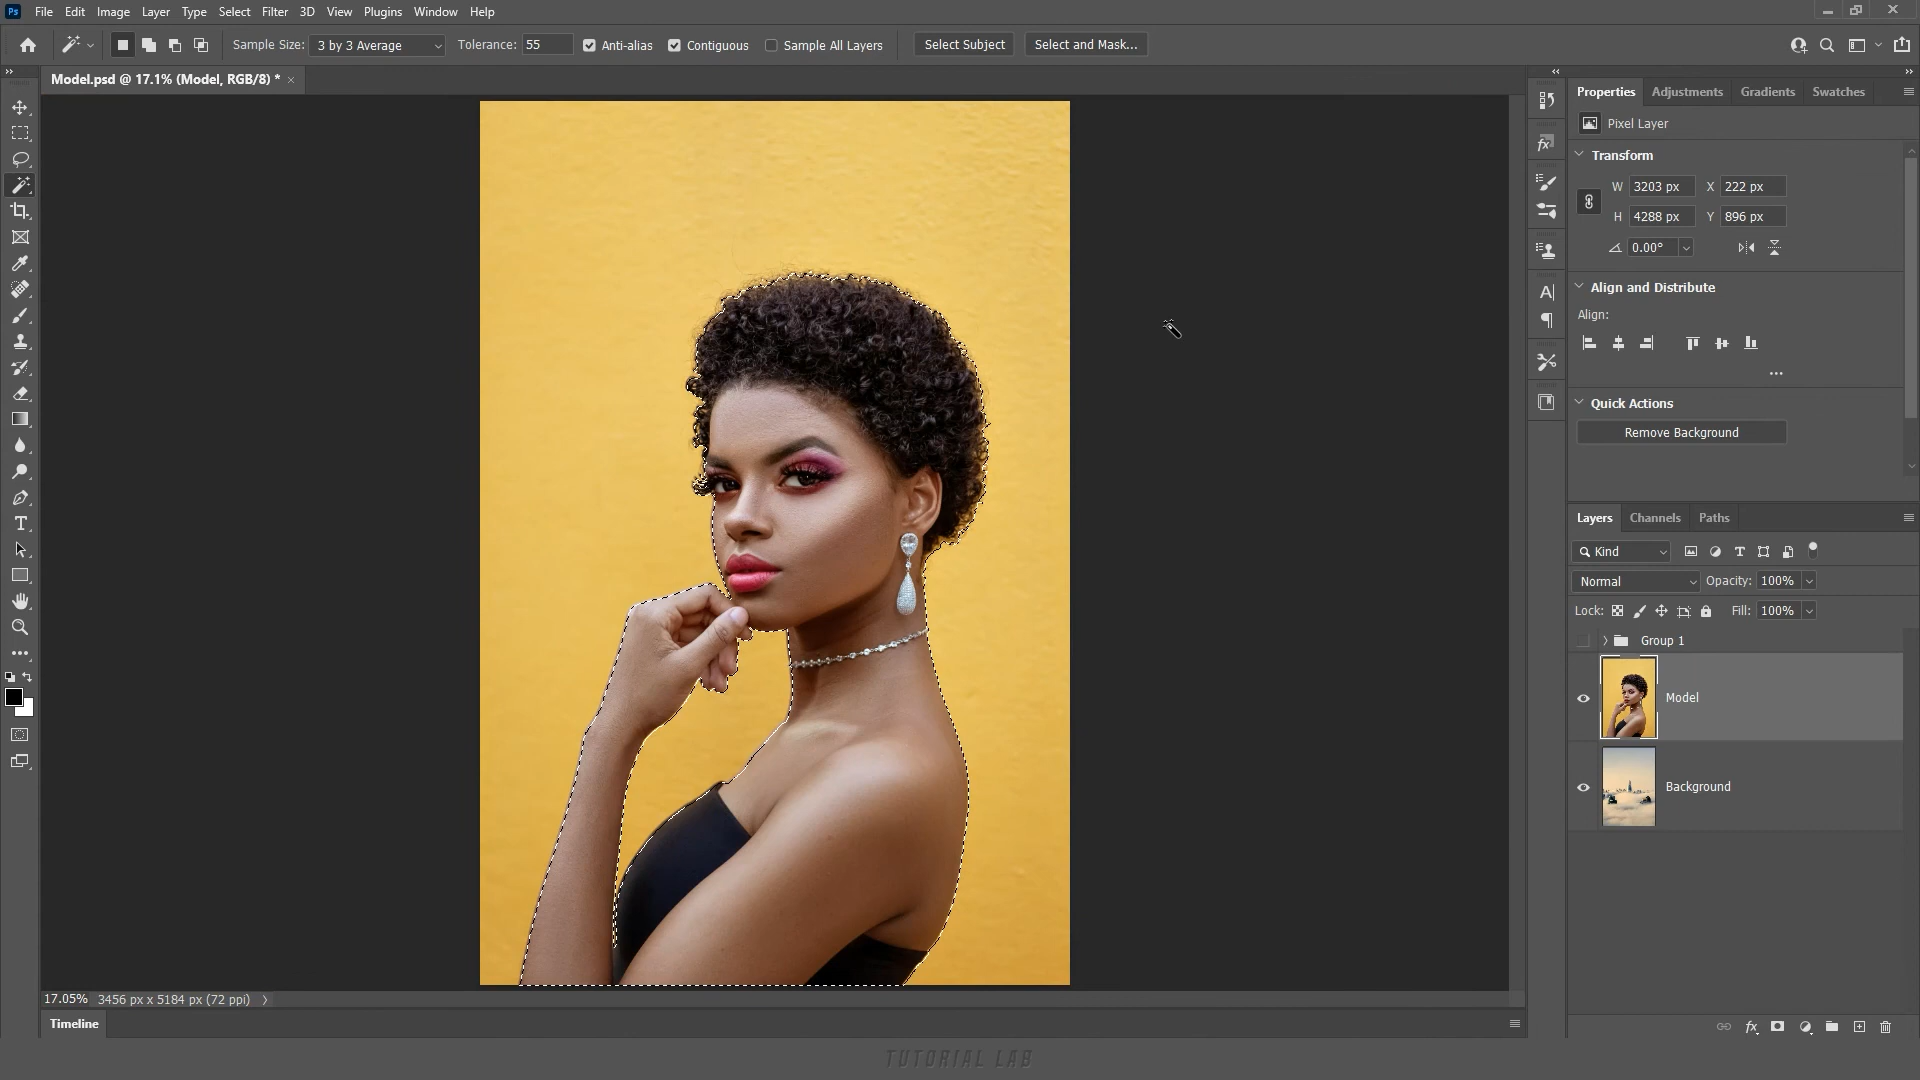 Ps File Edit Image Layer Type Select Filter 3D View Plugins Window Help
Sample Size: 3 by 3 Average Tolerance: 55 Anti-alias Contiguous Sample All Layers Select Subject Select and Mask...
Model.psd @ 17.1% (Model, RGB/8) *
Properties Adjustments Gradients Swatches
Pixel Layer
Transform
W 3203 px X 222 px
H 4288 px Y 896 px
0.00°
Align and Distribute
Align:
Quick Actions
Remove Background
Layers Channels Paths
Kind
Normal Opacity: 100%
Lock: Fill: 100%
Group 1
Model
Background
17.05% 3456 px x 5184 px (72 ppi)
Timeline
TUTORIAL LAB